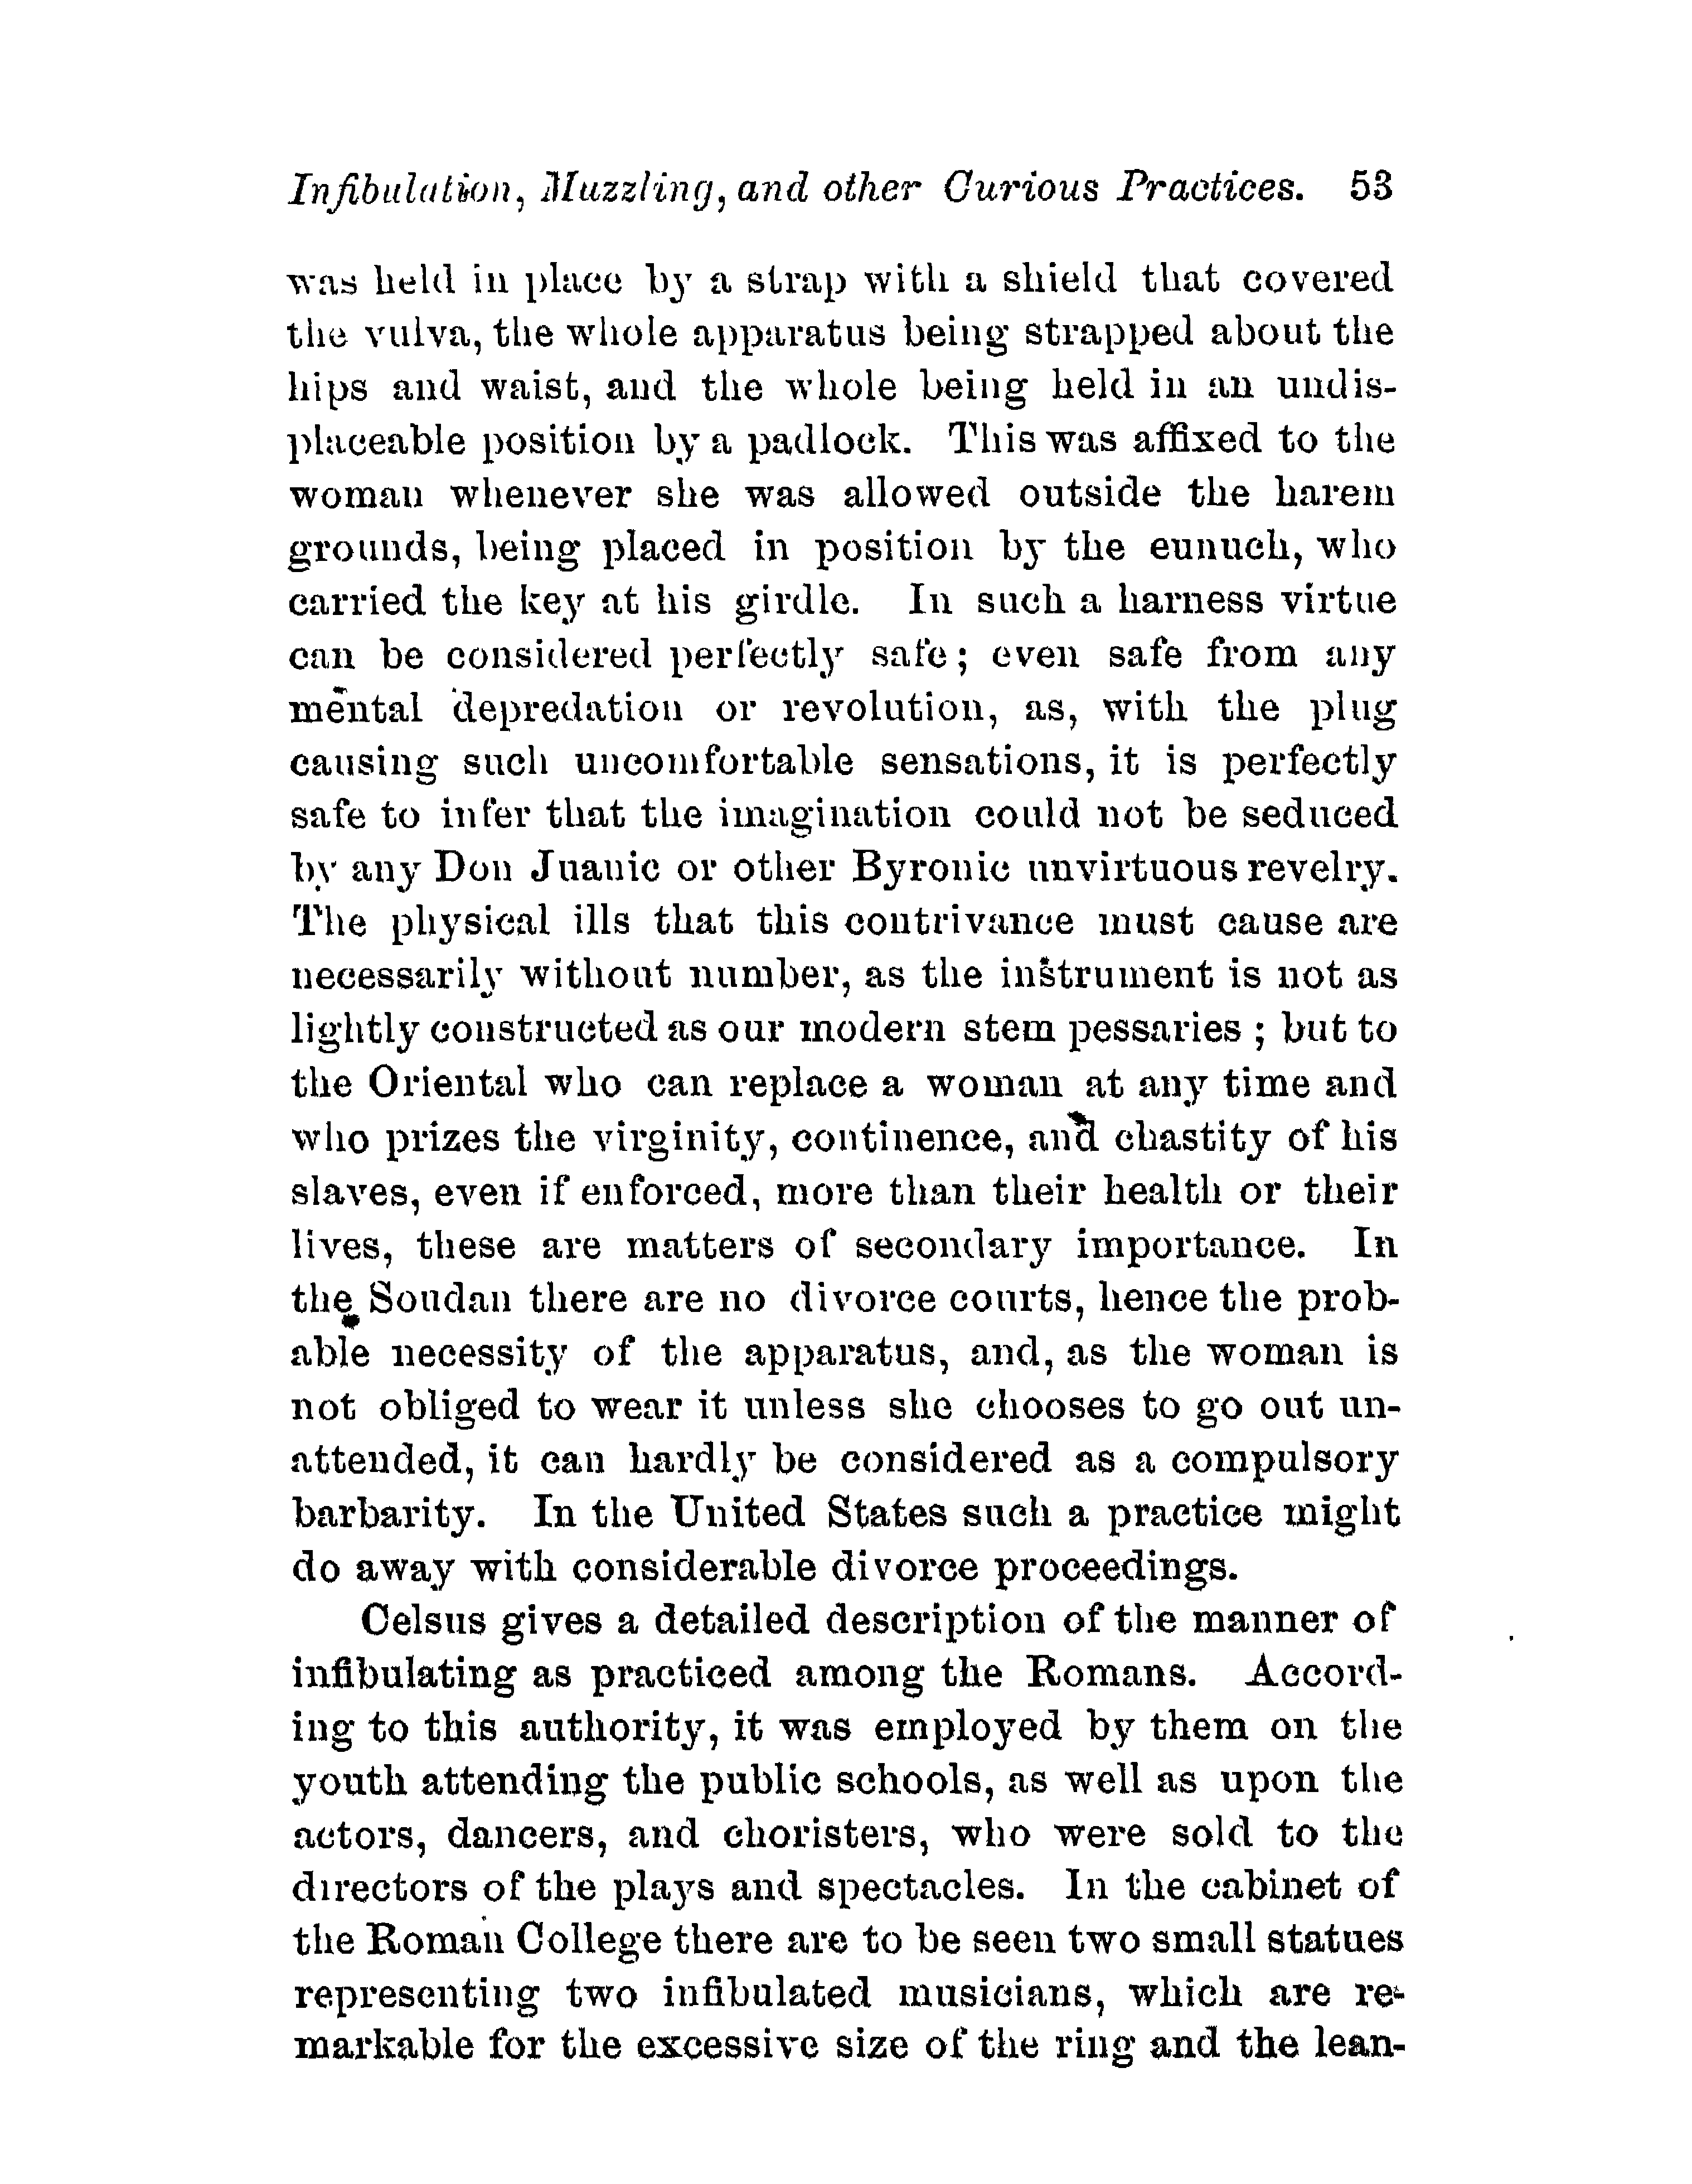 Infibulation, Muzzling, and other Curious Practices. 53
was held in place by a strap with a shield that covered
the vulva, the whole apparatus being strapped about the
hips and waist, and the whole being held in an undis-
placeable position by a padlock. This was affixed to the
woman whenever she was allowed outside the harem
grounds, being placed in position by the eunuch, who
carried the key at his girdle. In such a harness virtue
can be considered perfectly safe; even safe from any
mental depredation or revolution, as, with the plug
causing such uncomfortable sensations, it is perfectly
safe to infer that the imagination could not be seduced
by any Don Juanic or other Byronic unvirtuous revelry.
The physical ills that this contrivance must cause are
necessarily without number, as the instrument is not as
lightly constructed as our modern stem pessaries ; but to
the Oriental who can replace a woman at any time and
who prizes the virginity, continence, and chastity of his
slaves, even if enforced, more than their health or their
lives, these are matters of secondary importance. In
the Soudan there are no divorce courts, hence the prob-
able necessity of the apparatus, and, as the woman is
not obliged to wear it unless she chooses to go out un-
attended, it can hardly be considered as a compulsory
barbarity. In the United States such a practice might
do away with considerable divorce proceedings.
Celsus gives a detailed description of the manner of
infibulating as practiced among the Romans. Accord-
ing to this authority, it was employed by them on the
youth attending the public schools, as well as upon the
actors, dancers, and choristers, who were sold to the
directors of the plays and spectacles. In the cabinet of
the Roman College there are to be seen two small statues
representing two infibulated musicians, which are re-
markable for the excessive size of the ring and the lean-